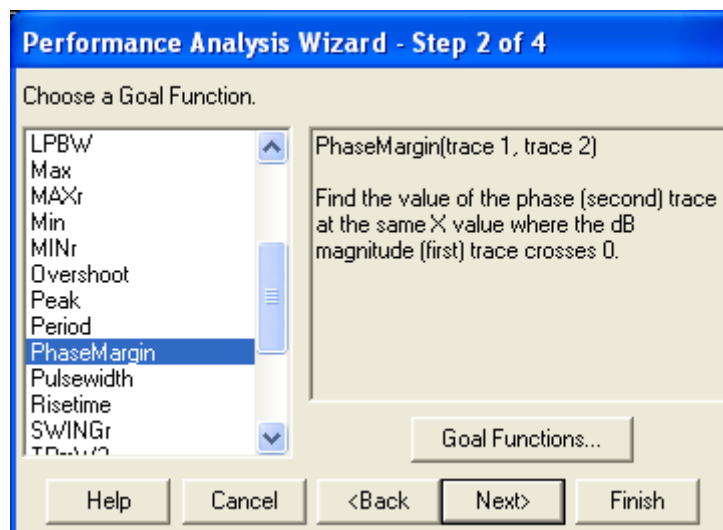 Performance Analysis Wizard - Step 2 of 4
Choose a Goal Function.
LPBW
Max
MAXr
Min
MINr
Overshoot
Peak
Period
PhaseMargin
Pulsewidth
Risetime
SWINGr
PhaseMargin(trace 1, trace 2)
Find the value of the phase (second) trace
at the same X value where the dB
magnitude (first) trace crosses 0.
Goal Functions...
Help
Cancel
<Back
Next>
Finish